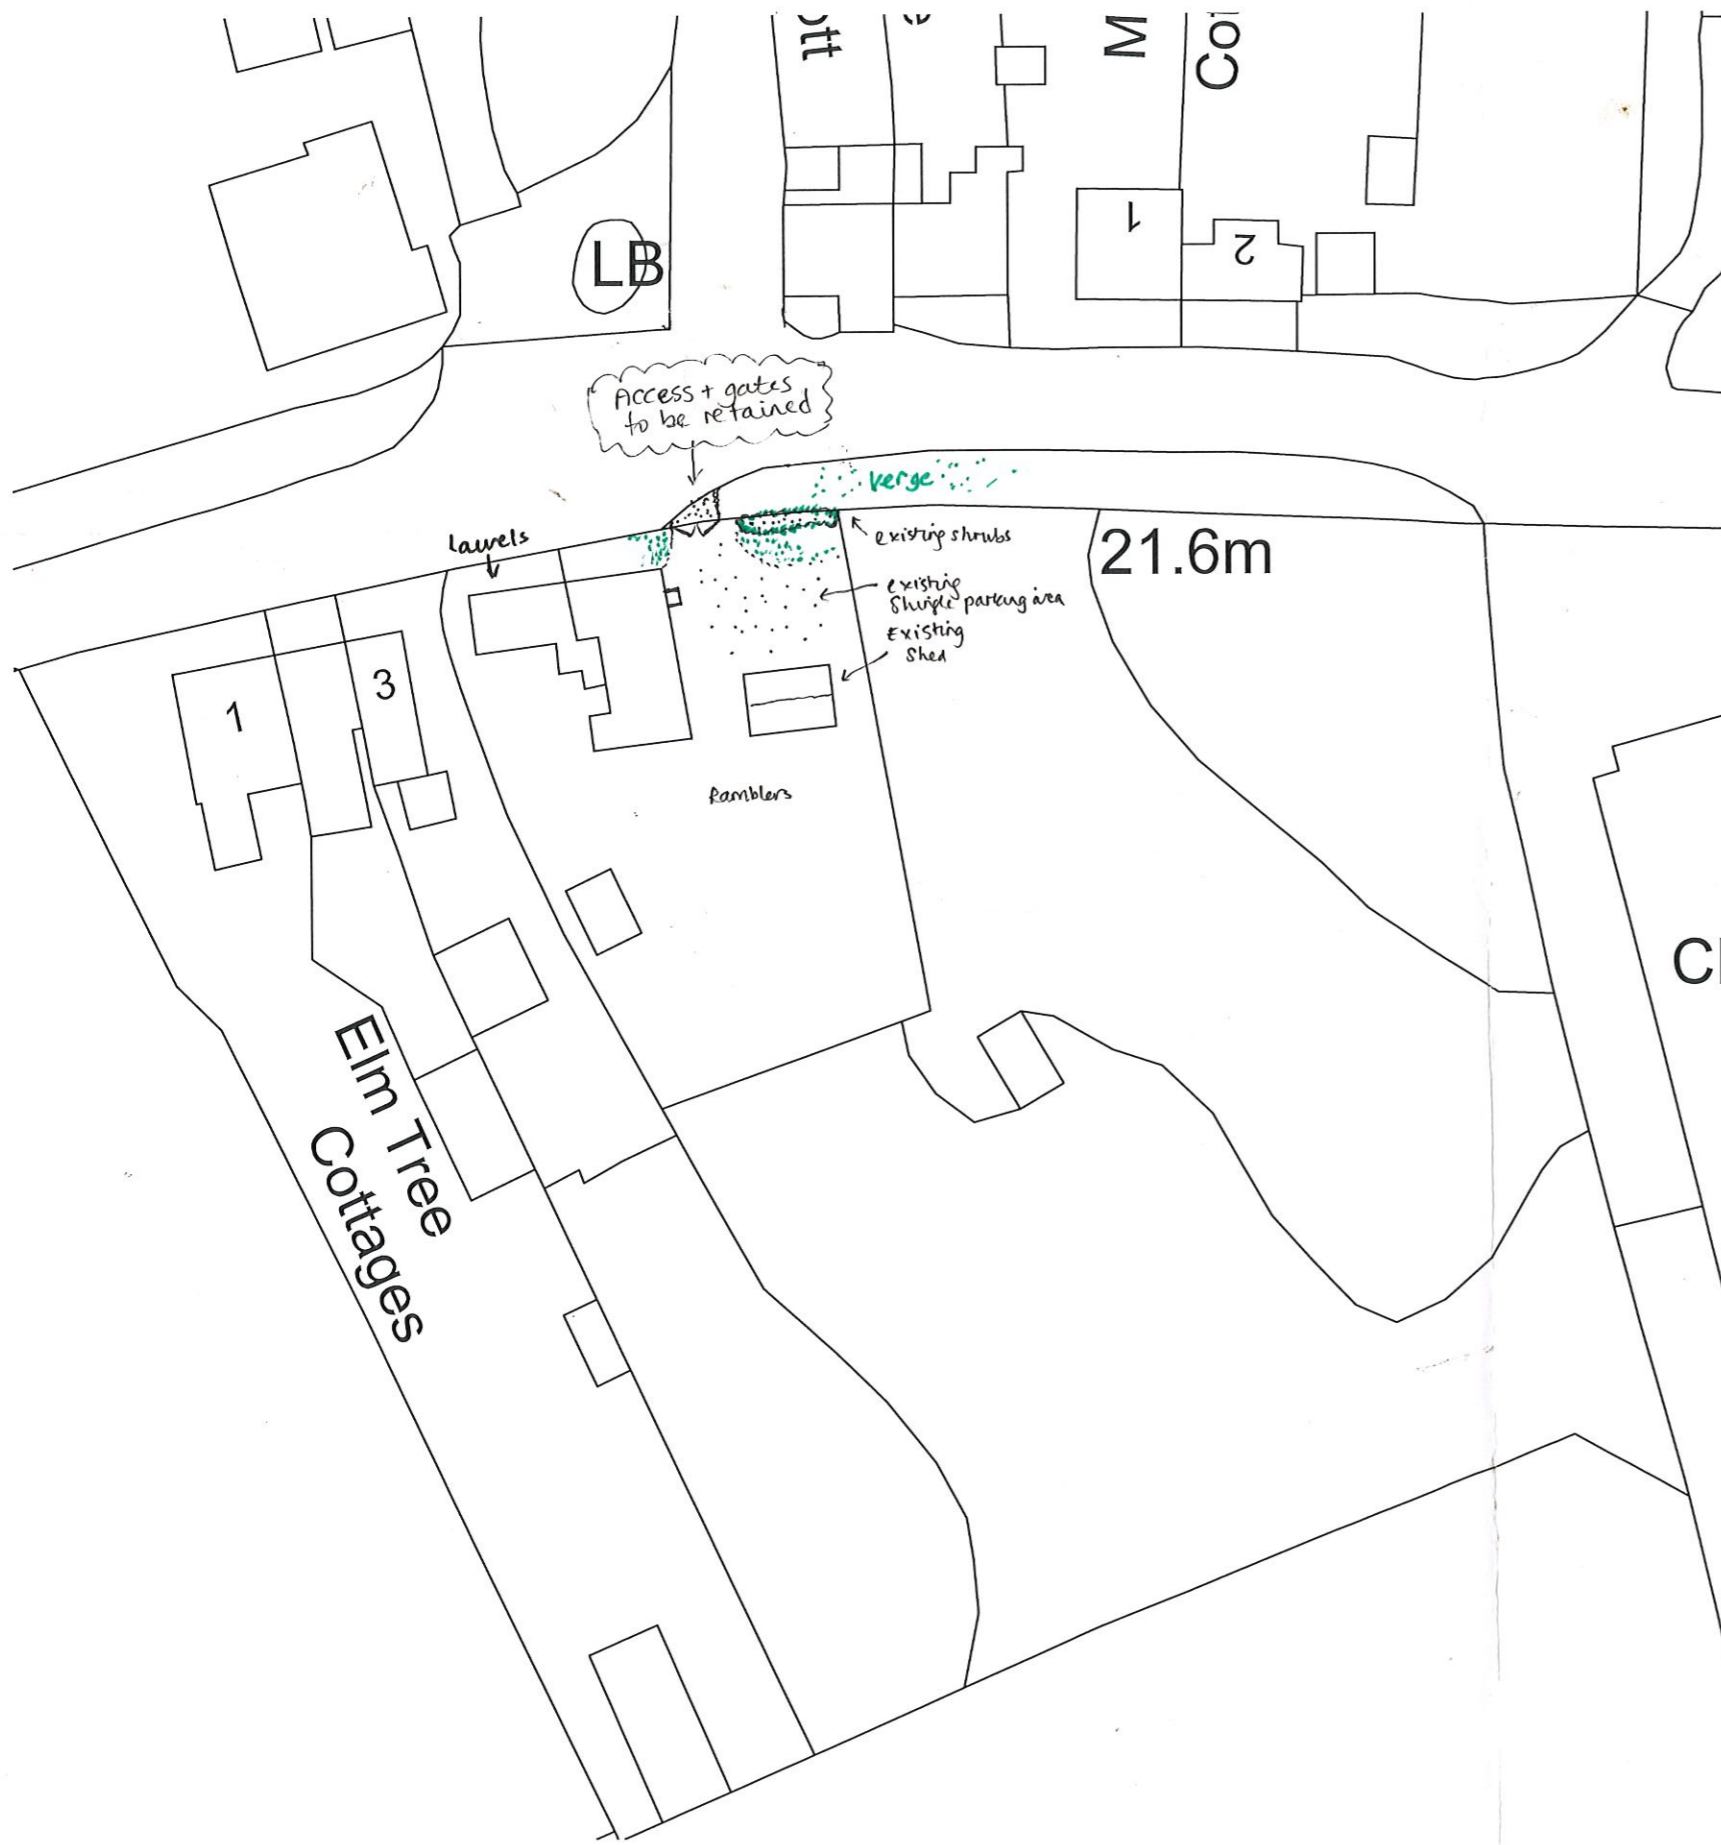 ott
e
M
Co
1
2
LB
Access + gates
to be retained
verge
laurels
existing shrubs
21.6m
existing
Shingle parking area
Existing
Shed
1
3
Ramblers
Elm Tree
Cottages